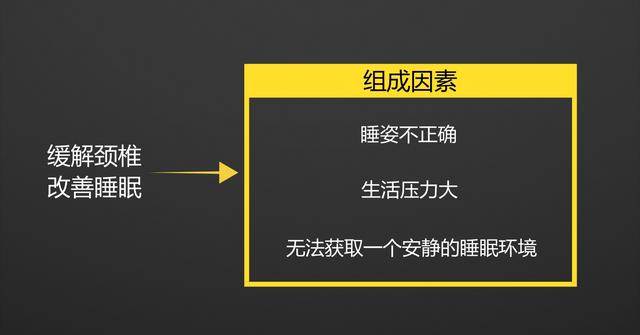 缓解颈椎
改善睡眠
组成因素
睡姿不正确
生活压力大
无法获取一个安静的睡眠环境